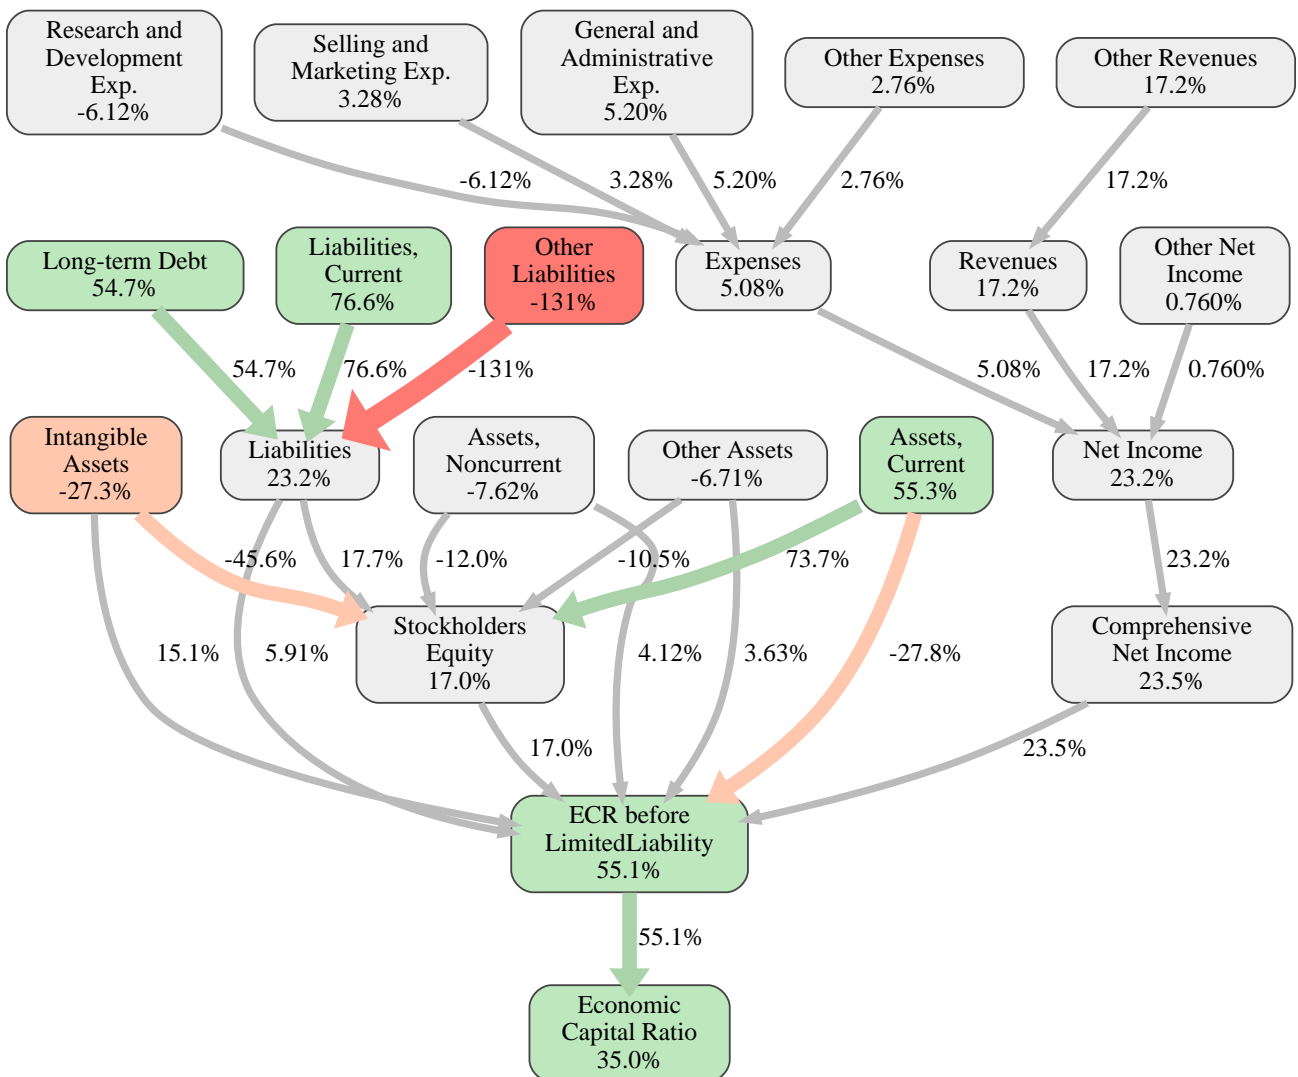 Research and
Development
Exp.
-6.12%
Selling and
Marketing Exp.
3.28%
General and
Administrative
Exp.
5.20%
Other Expenses
2.76%
Other Revenues
17.2%
-6.12%
3.28%
5.20%
2.76%
17.2%
Long-term Debt
54.7%
Liabilities,
Current
76.6%
Other
Liabilities
-131%
Expenses
5.08%
Revenues
17.2%
Other Net
Income
0.760%
54.7%
76.6%
-131%
5.08%
17.2%
0.760%
Intangible
Assets
-27.3%
Liabilities
23.2%
Assets,
Noncurrent
-7.62%
Other Assets
-6.71%
Assets,
Current
55.3%
Net Income
23.2%
-45.6%
17.7%
-12.0%
-10.5%
73.7%
23.2%
Stockholders
Equity
17.0%
Comprehensive
Net Income
23.5%
15.1%
5.91%
4.12%
3.63%
-27.8%
17.0%
23.5%
ECR before
LimitedLiability
55.1%
55.1%
Economic
Capital Ratio
35.0%